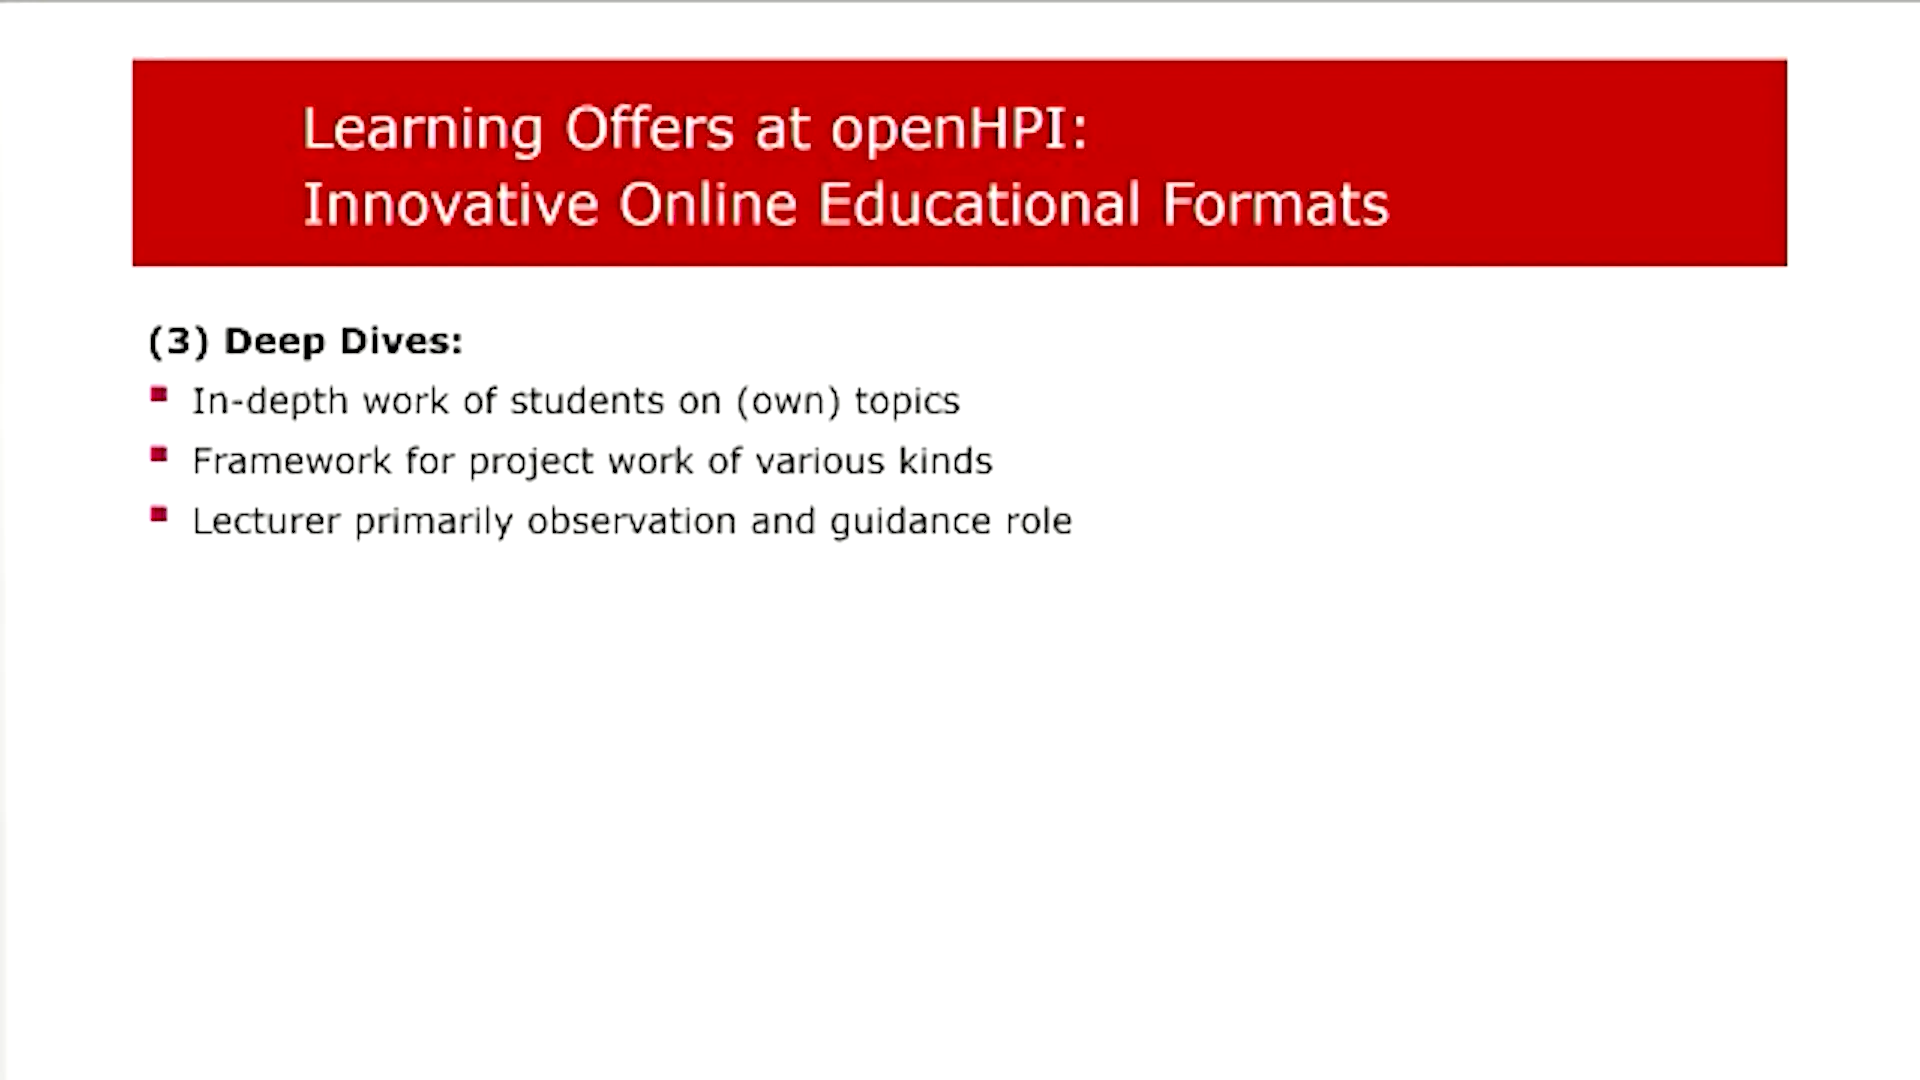 Learning Offers at openHPI:
Innovative Online Educational Formats
(3) Deep Dives:
In-depth work of students on (own) topics
Framework for project work of various kinds
Lecturer primarily observation and guidance role